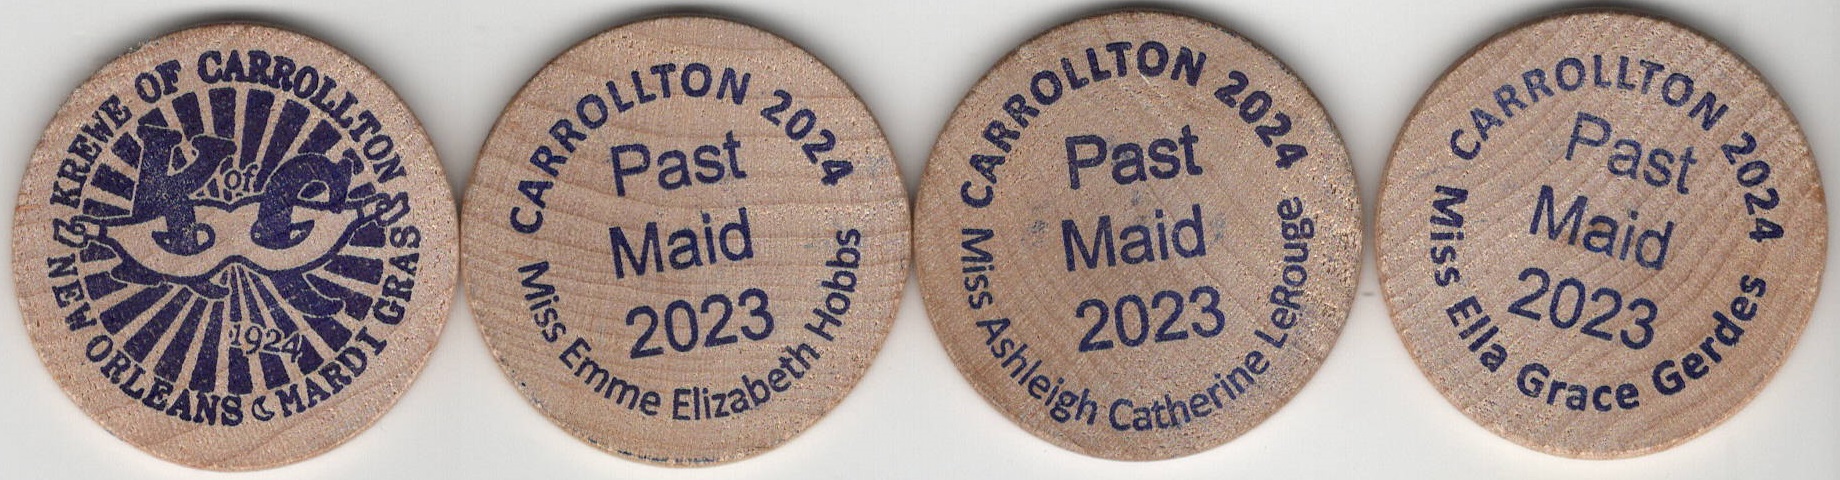 KREWE OF CARROLLTON
K of C
1924
NEW ORLEANS MARDI GRAS
CARROLLTON 2024
Past
Maid
2023
Miss Emme Elizabeth Hobbs
CARROLLTON 2024
Past
Maid
2023
Miss Ashleigh Catherine LeRouge
CARROLLTON 2024
Past
Maid
2023
Miss Ella Grace Gerdes